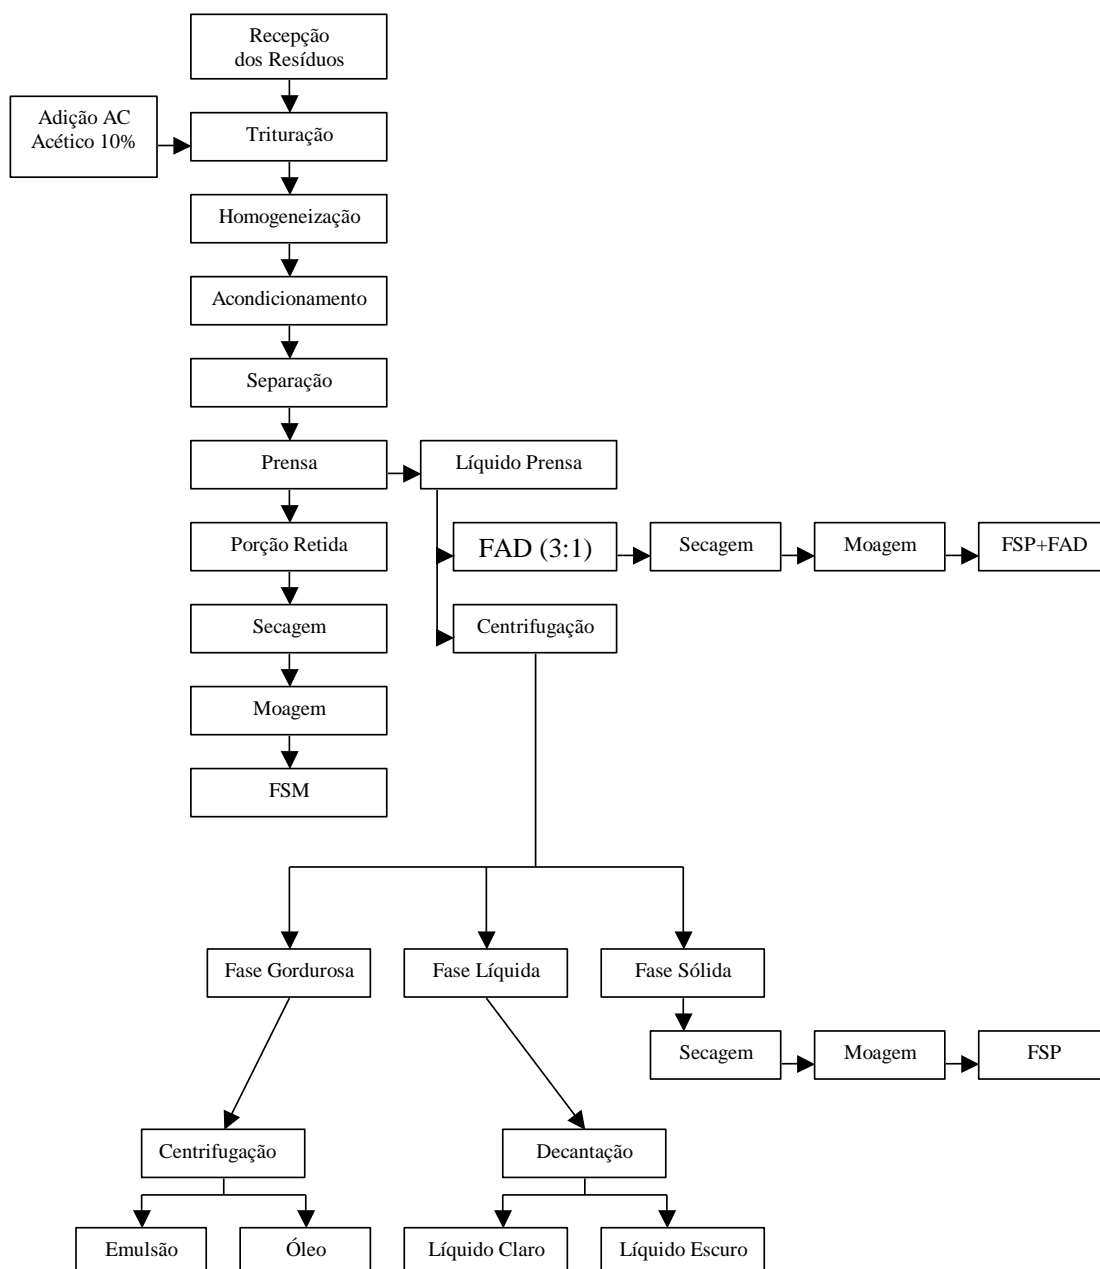 Recepção
dos Resíduos
Adição AC
Acético 10%
Trituração
Homogeneização
Acondicionamento
Separação
Prensa
Líquido Prensa
Porção Retida
FAD (3:1)
Secagem
Moagem
FSP+FAD
Secagem
Centrifugação
Moagem
FSM
Fase Gordurosa
Fase Líquida
Fase Sólida
Secagem
Moagem
FSP
Centrifugação
Decantação
Emulsão
Óleo
Líquido Claro
Líquido Escuro